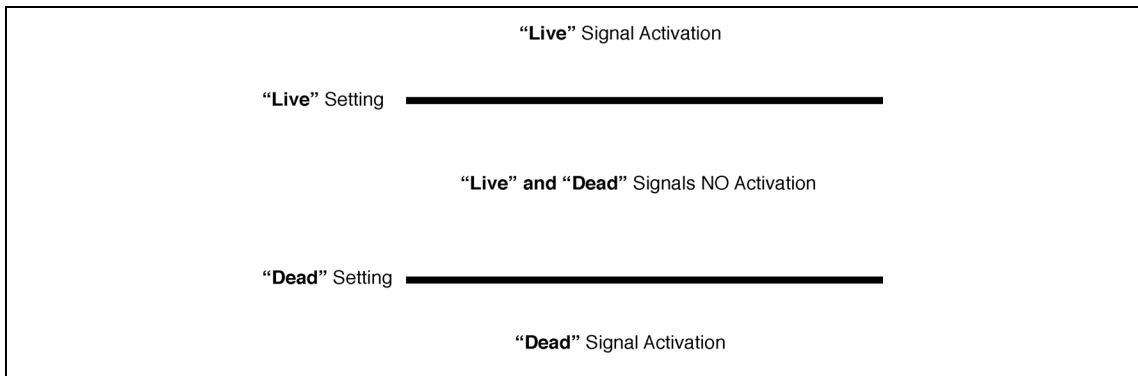 “Live” Signal Activation
“Live” Setting
“Live” and “Dead” Signals NO Activation
“Dead” Setting
“Dead” Signal Activation